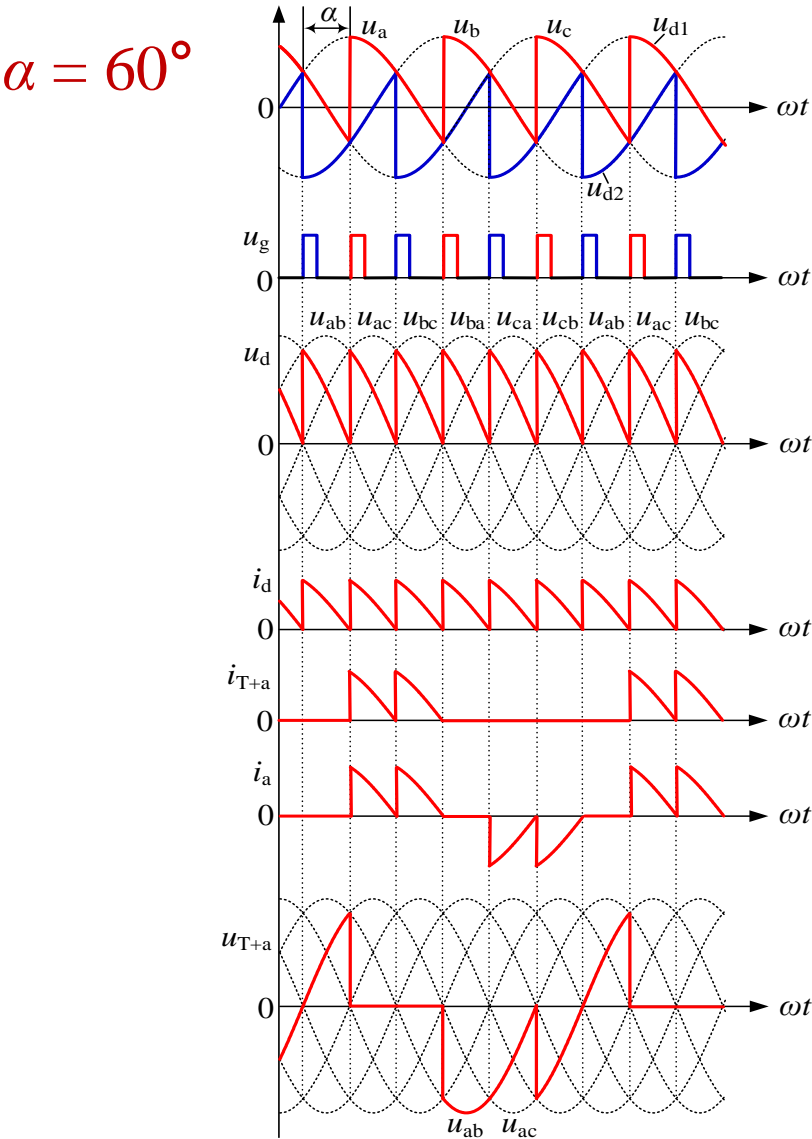 α = 60°
α
u_a u_b u_c u_d1
0 ωt
u_d2
u_g
0 ωt
u_ab u_ac u_bc u_ba u_ca u_cb u_ab u_ac u_bc
u_d
0 ωt
i_d
0 ωt
i_T+a
0 ωt
i_a
0 ωt
u_T+a
0 ωt
u_ab u_ac